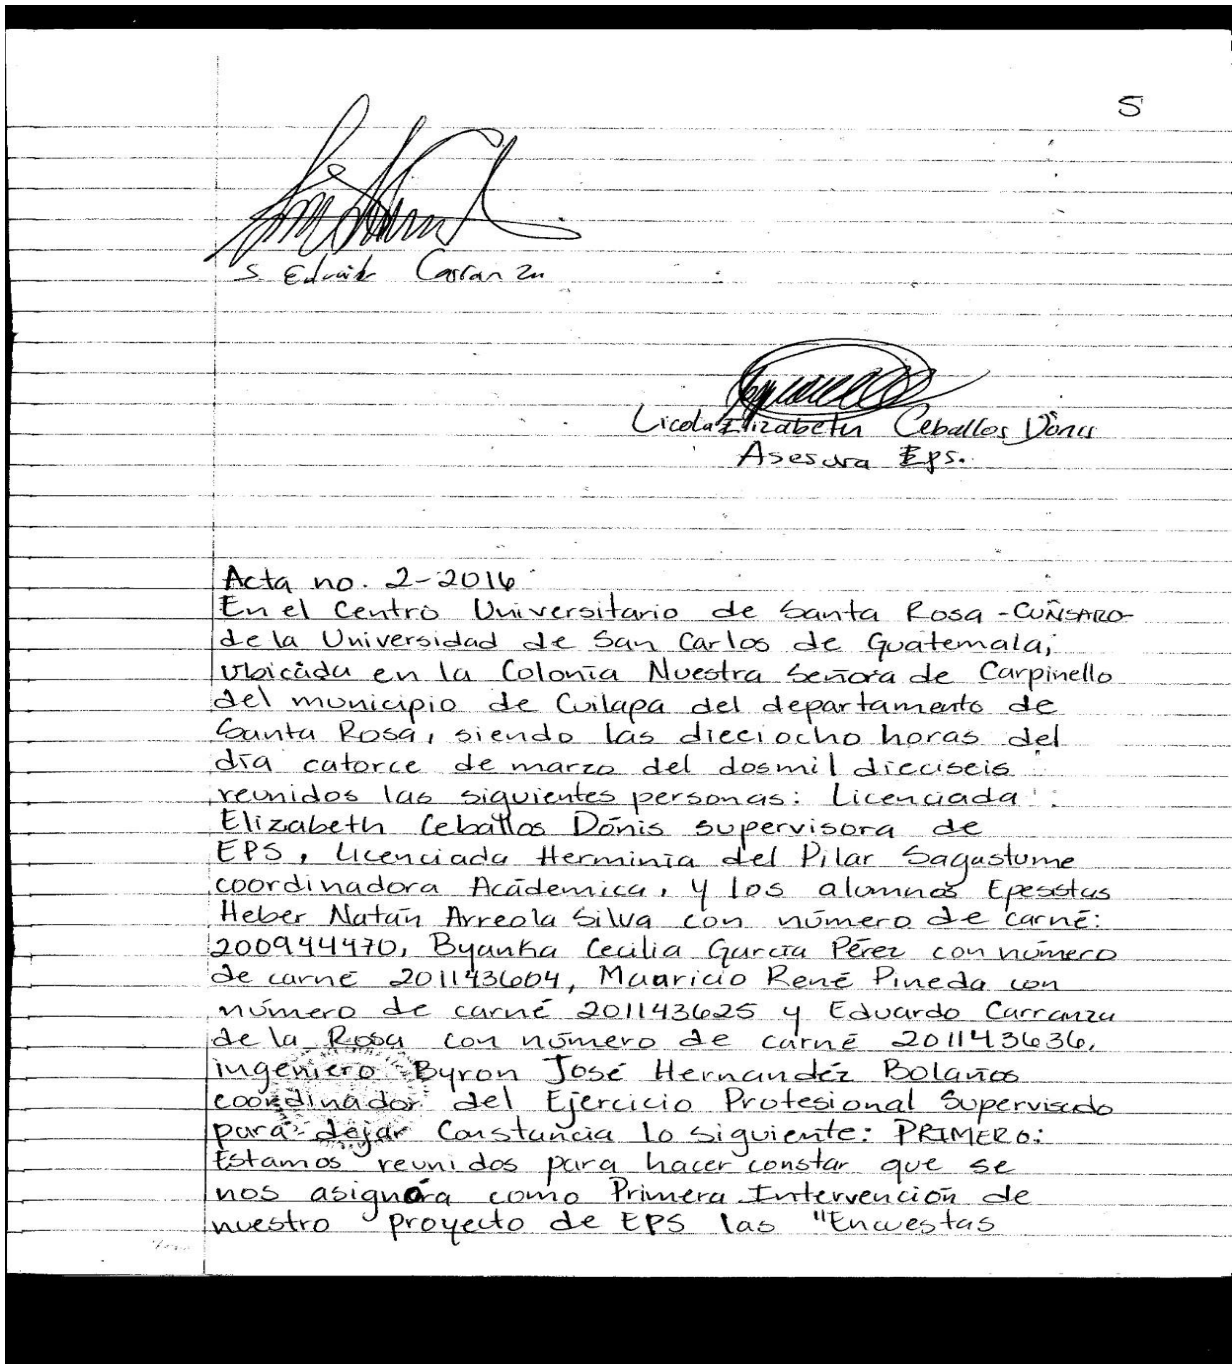 5
S. Eduardo Carranza
Licda Elizabeth Ceballos Donis
Asesora Eps.
Acta no. 2-2016
En el Centro Universitario de Santa Rosa -CUNSARO-
de la Universidad de San Carlos de Guatemala;
Ubicada en la Colonia Nuestra Señora de Carpinello
del municipio de Cuilapa del departamento de
Santa Rosa, siendo las dieciocho horas del
día catorce de marzo del dosmil dieciseis
reunidos las siguientes personas: Licenciada
Elizabeth Ceballos Dónis supervisora de
EPS, Licenciada Herminia del Pilar Sagastume
coordinadora Académica, y los alumnos Epesistas
Heber Natán Arreola Silva con número de carné:
200944470, Byanka Cecilia García Pérez con número
de carné 201143604, Mauricio René Pineda con
número de carné 201143625 y Eduardo Carranza
de la Rosa con número de carné 201143636,
ingeniero Byron José Hernandéz Bolaños
coordinador del Ejercicio Profesional Supervisado
para dejar Constancia lo siguiente: PRIMERO:
Estamos reunidos para hacer constar que se
nos asignara como Primera Intervención de
nuestro proyecto de EPS las "Encuestas